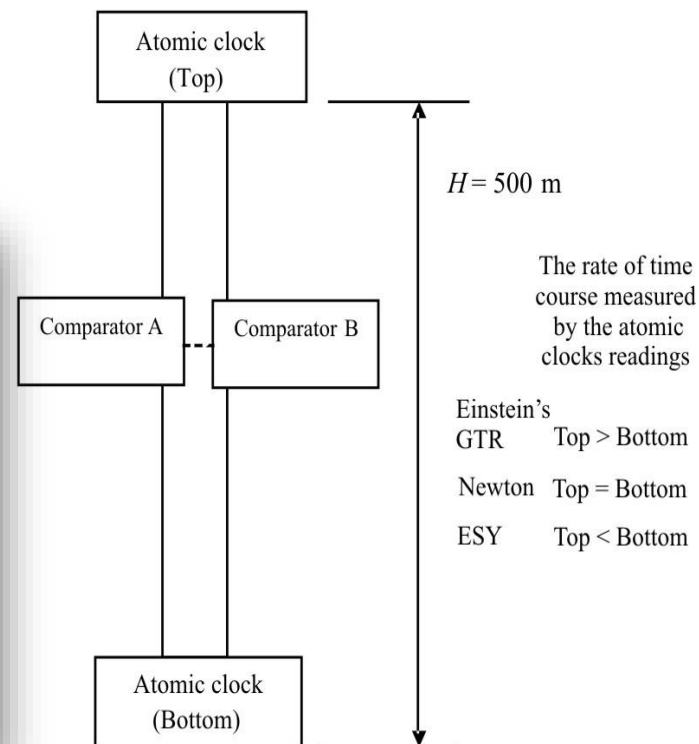 Atomic clock
(Top)
H = 500 m
The rate of time
course measured
by the atomic
clocks readings
Comparator A
Comparator B
Einstein's
GTR Top > Bottom
Newton Top = Bottom
ESY Top < Bottom
Atomic clock
(Bottom)